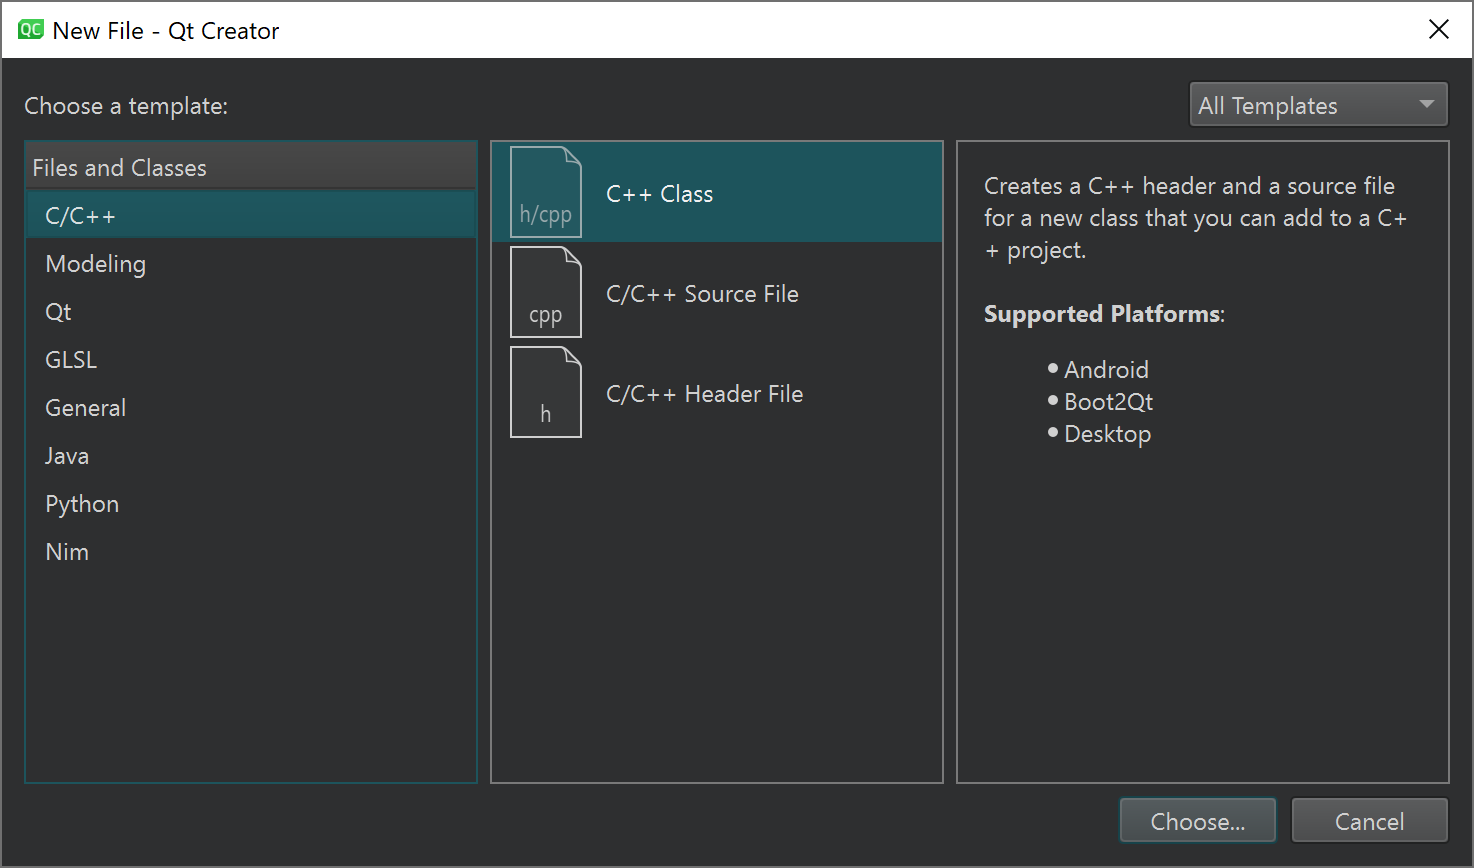 QC New File - Qt Creator
Choose a template:
All Templates
Files and Classes
C/C++
Modeling
Qt
GLSL
General
Java
Python
Nim
h/cpp
C++ Class
cpp
C/C++ Source File
h
C/C++ Header File
Creates a C++ header and a source file
for a new class that you can add to a C+
+ project.
Supported Platforms:
Android
Boot2Qt
Desktop
Choose...
Cancel